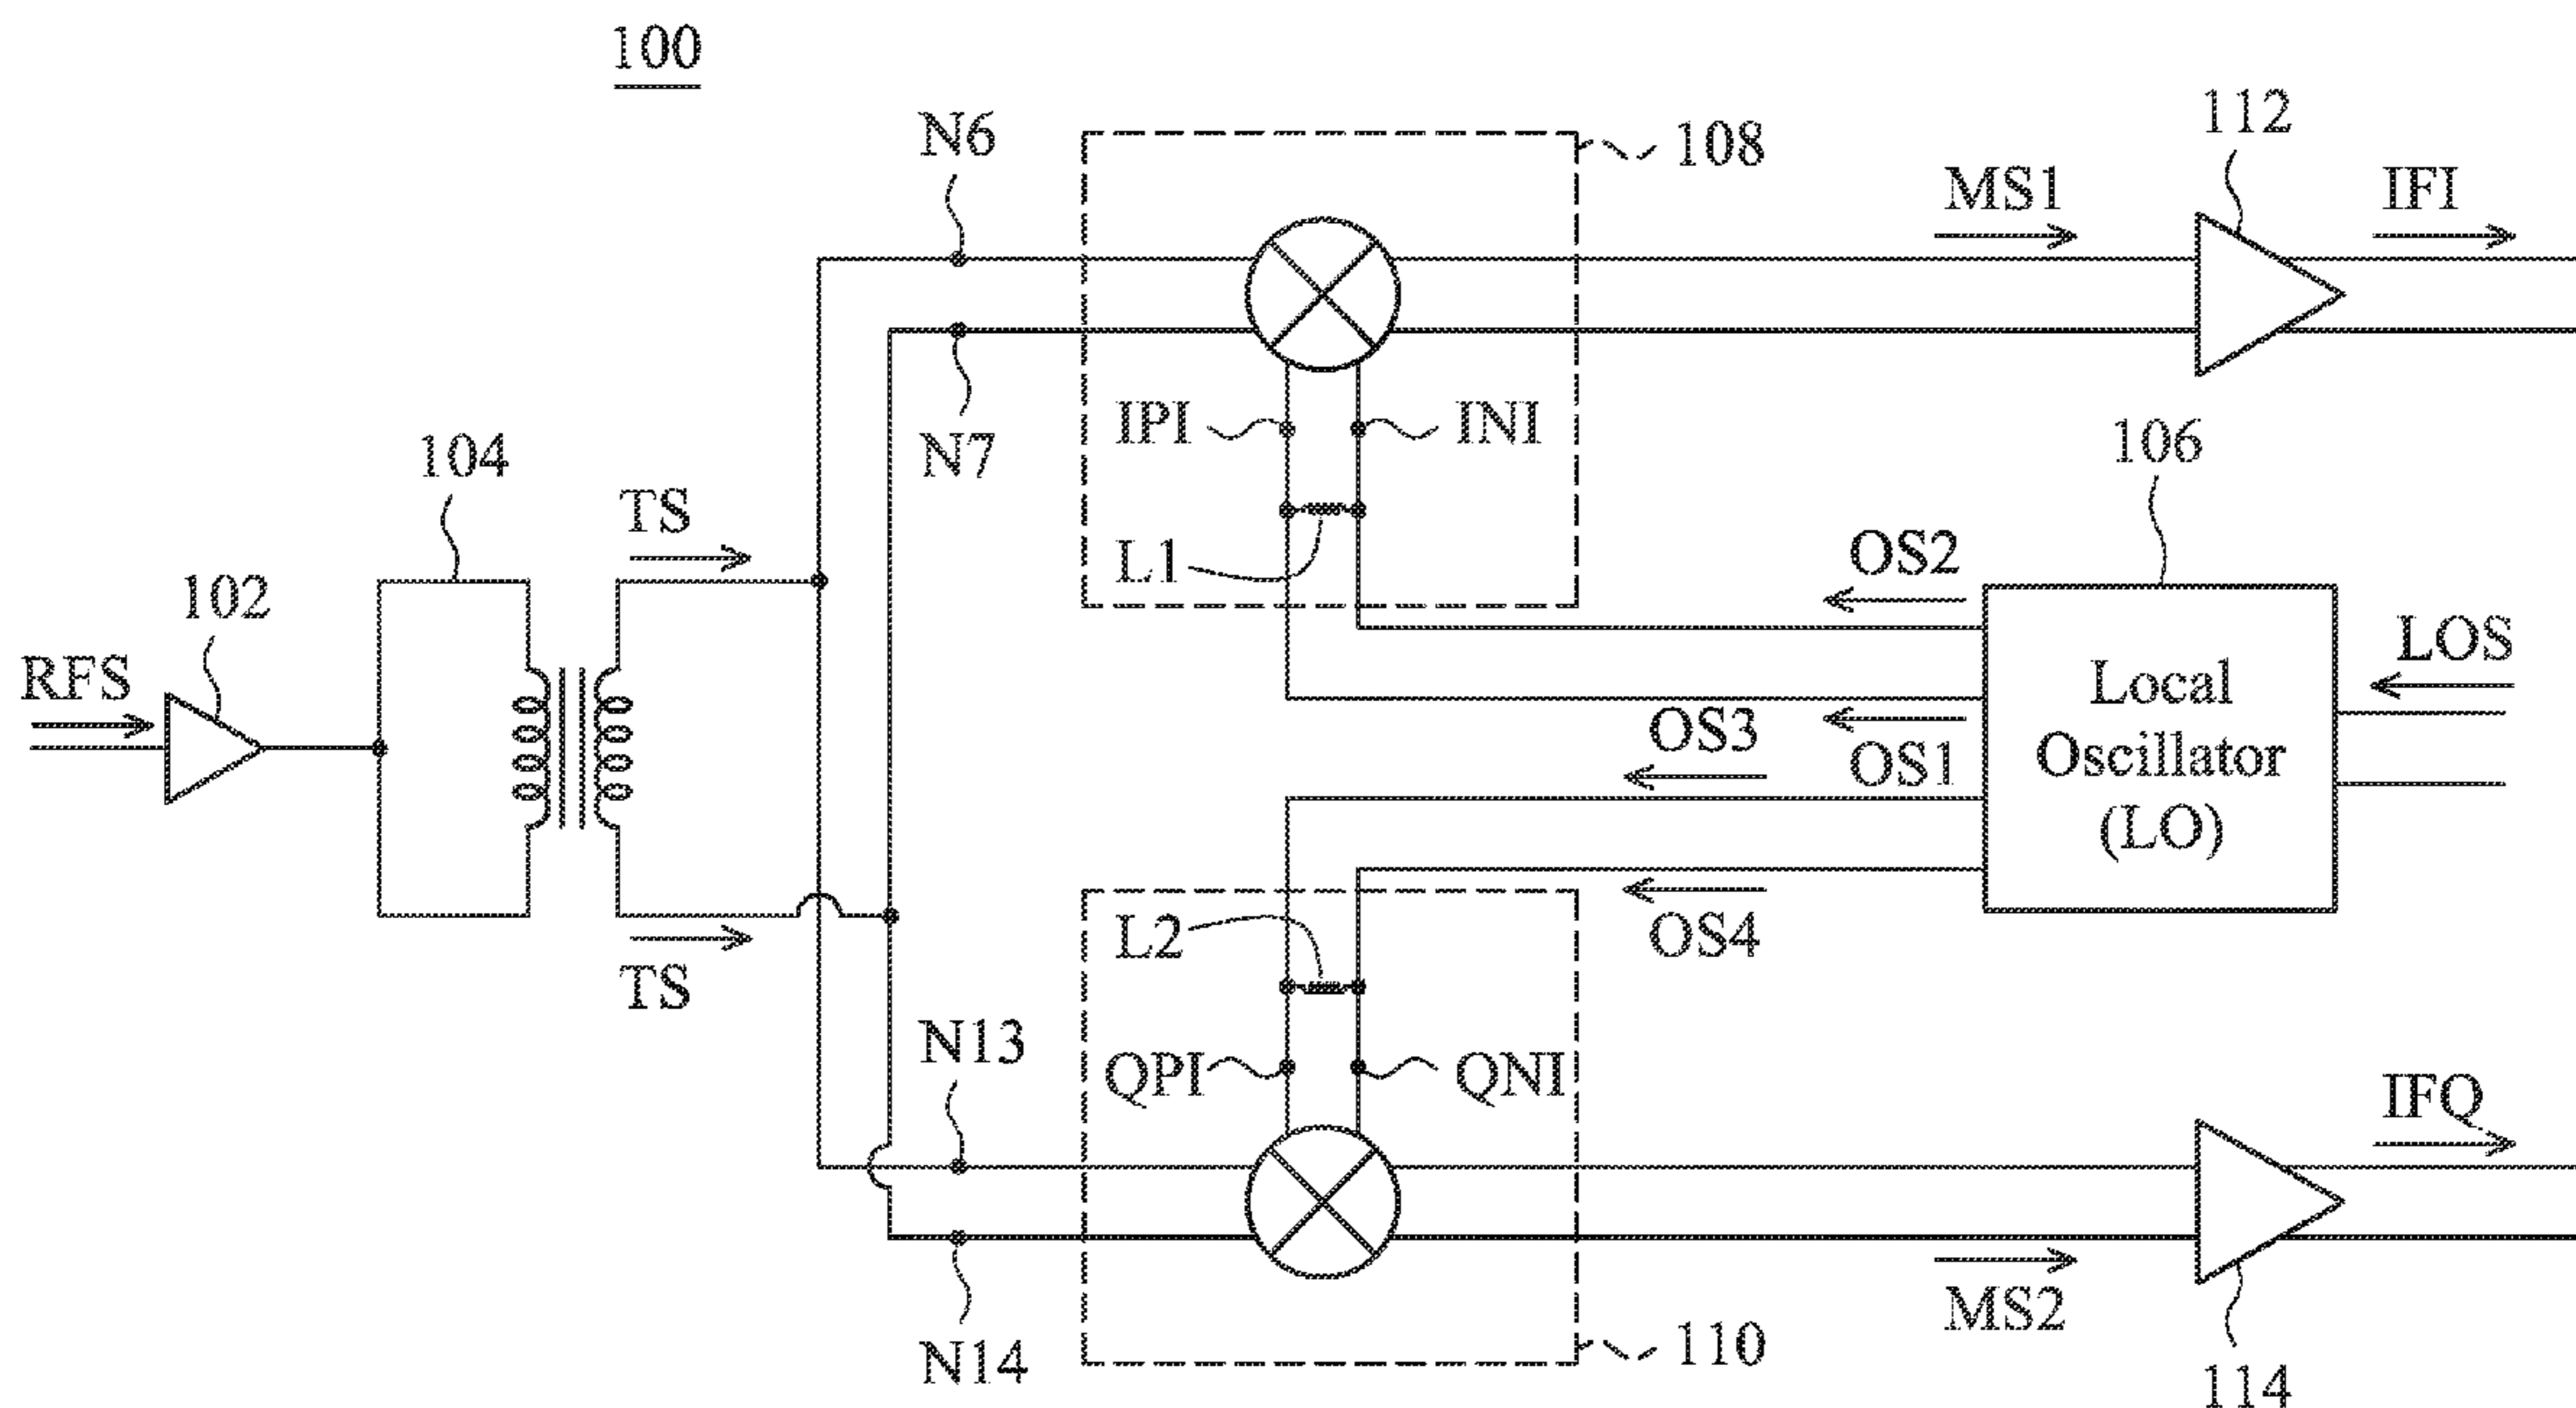 100
N6
108
112
MS1
IFI
IPI
INI
N7
104
106
TS
L1
OS2
102
RFS
LOS
Local
Oscillator
(LO)
OS3
OS1
L2
OS4
TS
N13
QPI
QNI
IFQ
MS2
N14
110
114